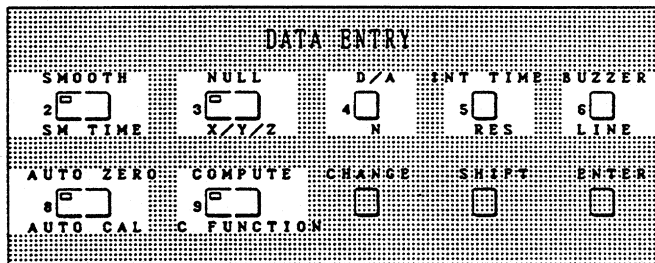 DATA ENTRY
SMOOTH NULL D/A INT TIME BUZZER
2 3 4 5 6
SM TIME X/Y/Z N RES LINE
AUTO ZERO COMPUTE CHANGE SHIFT ENTER
8 9
AUTO CAL C FUNCTION